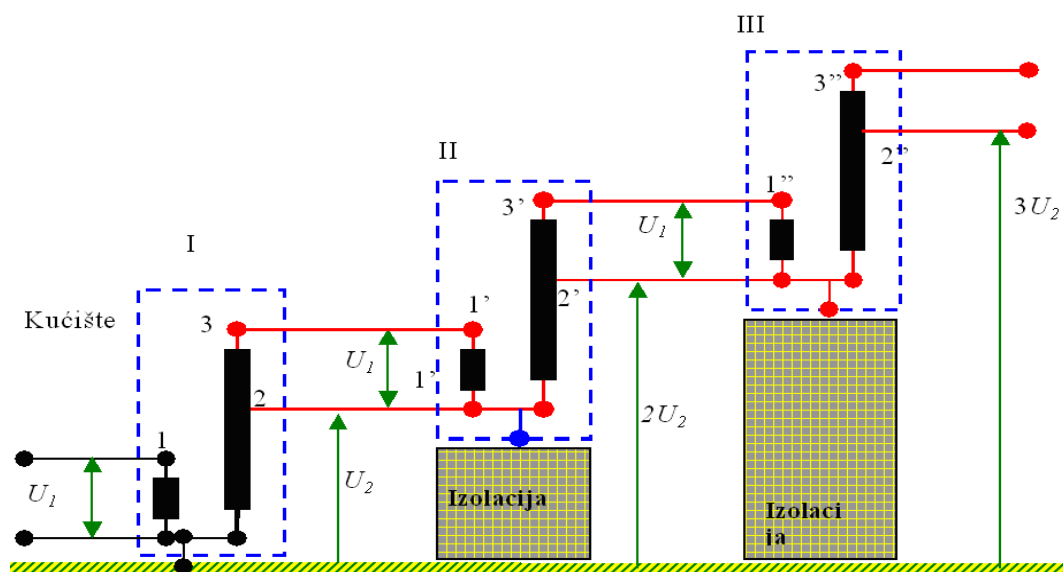 III
3”
2”
1”
3U₂
II
3’
U₁
2’
I
Kućište
3
1’
U₁
1’
2U₂
2
1
U₁
U₂
Izolacija
Izolaci
ja